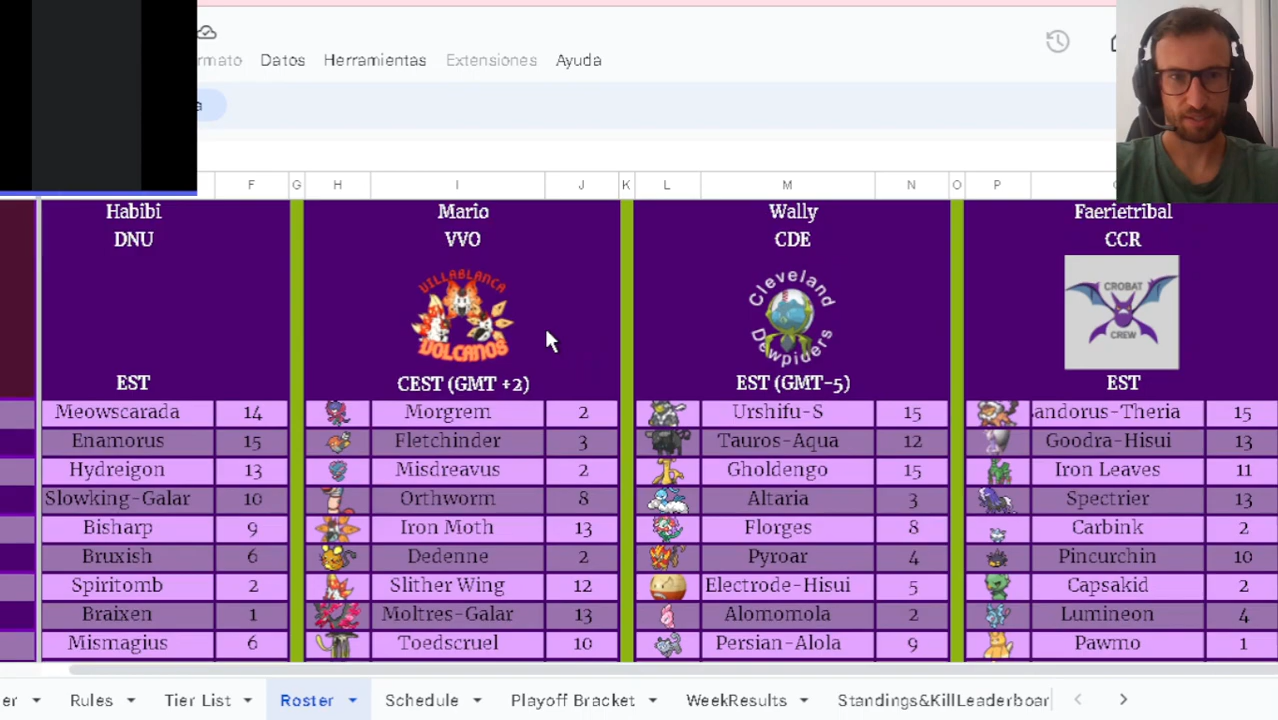 rmato Datos Herramientas Extensiones Ayuda
a
F G H I J K L M N O P
Habibi Mario Wally Faerietribal
DNU VVO CDE CCR
VILLABLANCA VOLCANOS
Cleveland Dewpiders
CROBAT CREW
EST CEST (GMT +2) EST (GMT-5) EST
Meowscarada 14 Morgrem 2 Urshifu-S 15 andorus-Theria 15
Enamorus 15 Fletchinder 3 Tauros-Aqua 12 Goodra-Hisui 13
Hydreigon 13 Misdreavus 2 Gholdengo 15 Iron Leaves 11
Slowking-Galar 10 Orthworm 8 Altaria 3 Spectrier 13
Bisharp 9 Iron Moth 13 Florges 8 Carbink 2
Bruxish 6 Dedenne 2 Pyroar 4 Pincurchin 10
Spiritomb 2 Slither Wing 12 Electrode-Hisui 5 Capsakid 2
Braixen 1 Moltres-Galar 13 Alomomola 2 Lumineon 4
Mismagius 6 Toedscruel 10 Persian-Alola 9 Pawmo 1
er Rules Tier List Roster Schedule Playoff Bracket WeekResults Standings&KillLeaderboar